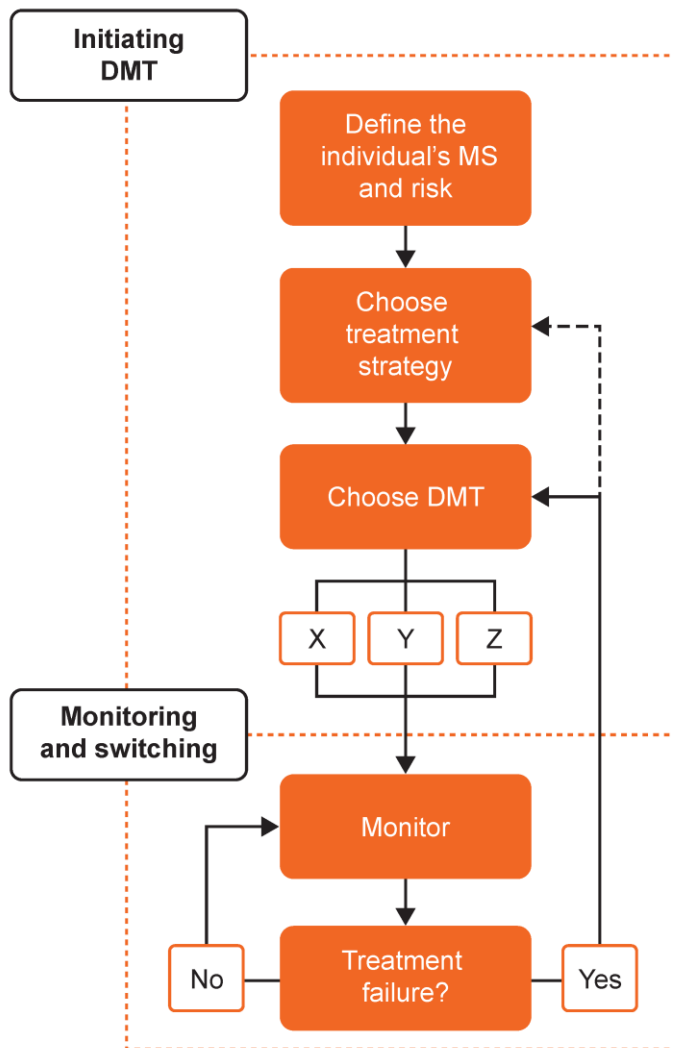 Initiating
DMT
Define the
individual’s MS
and risk
Choose
treatment
strategy
Choose DMT
X Y Z
Monitoring
and switching
Monitor
No
Treatment
failure?
Yes